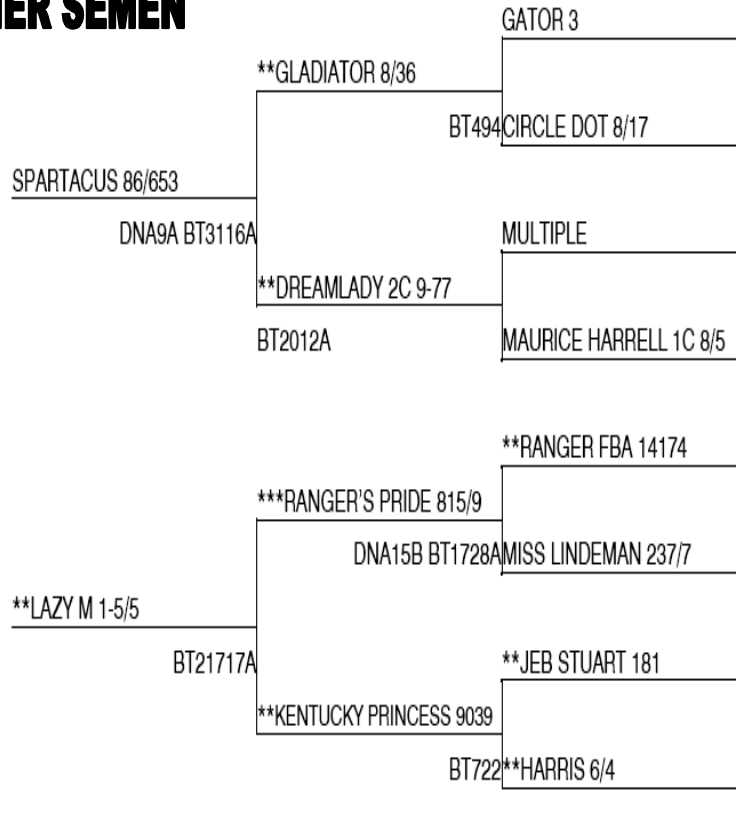 SEMEN
GATOR 3
**GLADIATOR 8/36
BT494 CIRCLE DOT 8/17
SPARTACUS 86/653
DNA9A BT3116A
MULTIPLE
**DREAMLADY 2C 9-77
BT2012A
MAURICE HARRELL 1C 8/5
**RANGER FBA 14174
***RANGER'S PRIDE 815/9
DNA15B BT1728A MISS LINDEMAN 237/7
**LAZY M 1-5/5
BT21717A
**JEB STUART 181
**KENTUCKY PRINCESS 9039
BT722 **HARRIS 6/4